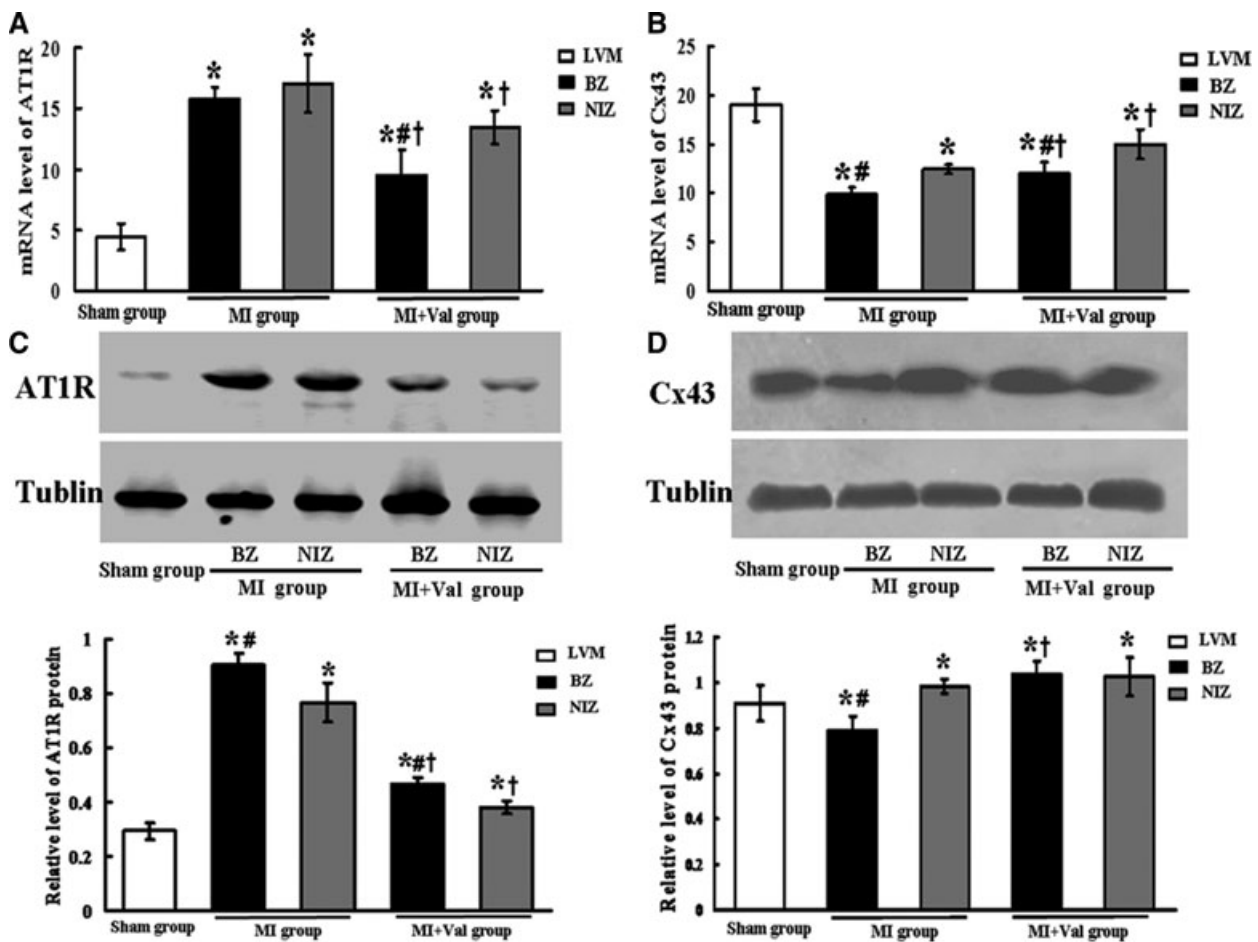 A
mRNA level of AT1R
20
15
10
5
0
*
*
*#†
*†
LVM
BZ
NIZ
Sham group
MI group
MI+Val group
B
mRNA level of Cx43
25
20
15
10
5
0
*#
*
*#†
*†
LVM
BZ
NIZ
Sham group
MI group
MI+Val group
C
AT1R
Tublin
Sham group
BZ NIZ BZ NIZ
MI group
MI+Val group
Relative level of AT1R protein
1
0.8
0.6
0.4
0.2
0
*#
*
*#†
*†
LVM
BZ
NIZ
Sham group
MI group
MI+Val group
D
Cx43
Tublin
Sham group
BZ NIZ BZ NIZ
MI group
MI+Val group
Relative level of Cx43 protein
1.2
1
0.8
0.6
0.4
0.2
0
*#
*
*†
*
LVM
BZ
NIZ
Sham group
MI group
MI+Val group